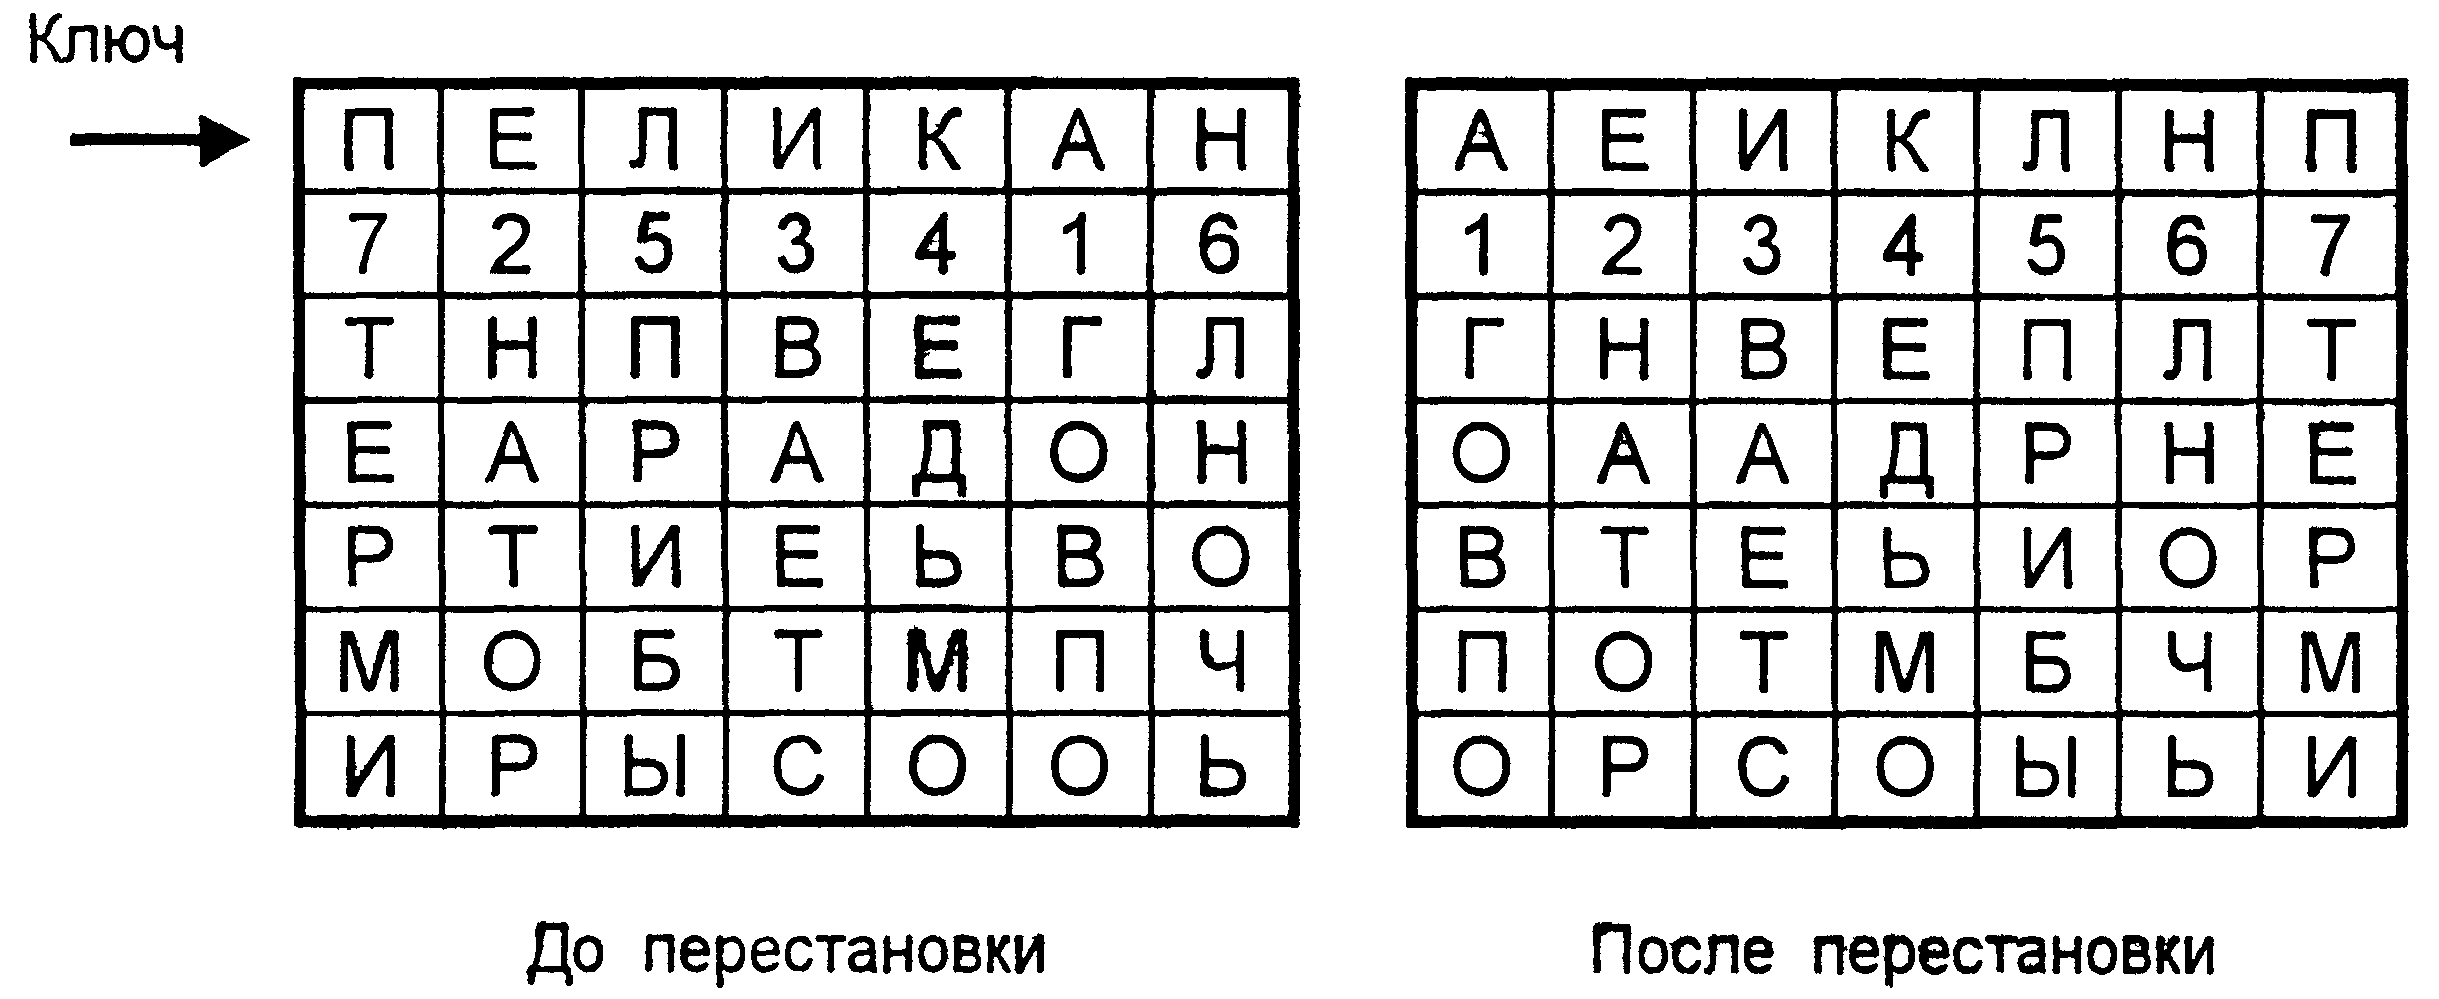 Ключ
П Е Л И К А Н
7 2 5 3 4 1 6
Т Н П В Е Г Л
Е А Р А Д О Н
Р Т И Е Ь В О
М О Б Т М П Ч
И Р Ы С О О Ь
До перестановки
А Е И К Л Н П
1 2 3 4 5 6 7
Г Н В Е П Л Т
О А А Д Р Н Е
В Т Е Ь И О Р
П О Т М Б Ч М
О Р С О Ы Ь И
После перестановки